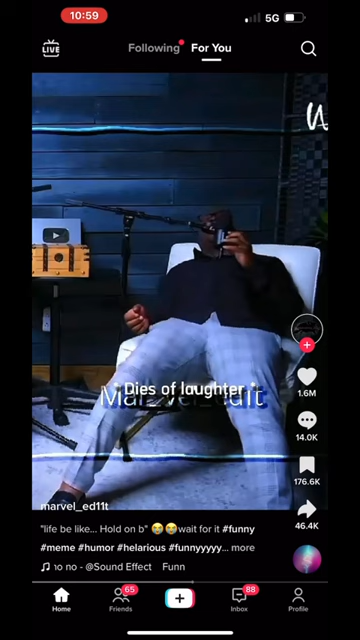 10:59
5G
LIVE
Following
For You
Dies of laughter
1.6M
14.0K
176.6K
46.4K
marvel_ed11t
"life be like... Hold on b" 😭😭wait for it #funny
#meme #humor #helarious #funnyyyyy... more
no no - @Sound Effect Funn
65
88
Home
Friends
Inbox
Profile